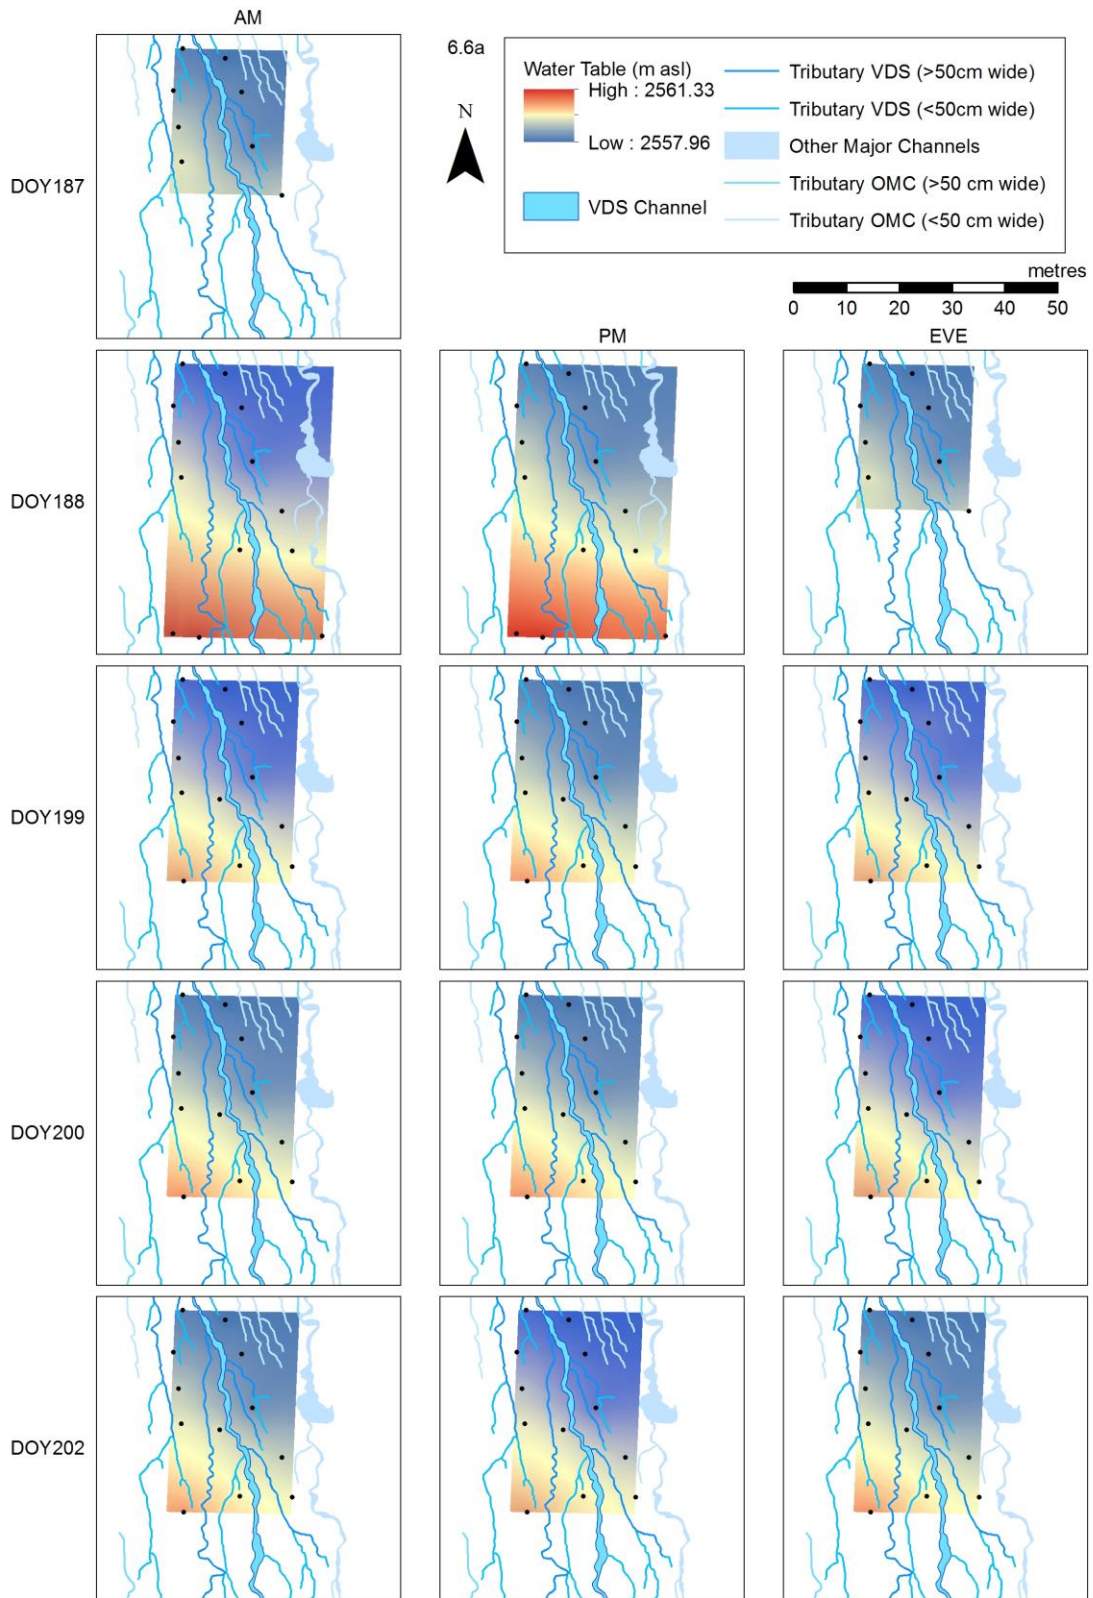 AM
6.6a
N
Water Table (m asl)
High : 2561.33
Low : 2557.96
VDS Channel
Tributary VDS (>50cm wide)
Tributary VDS (<50cm wide)
Other Major Channels
Tributary OMC (>50 cm wide)
Tributary OMC (<50 cm wide)
metres
0 10 20 30 40 50
DOY187
PM
EVE
DOY188
DOY199
DOY200
DOY202